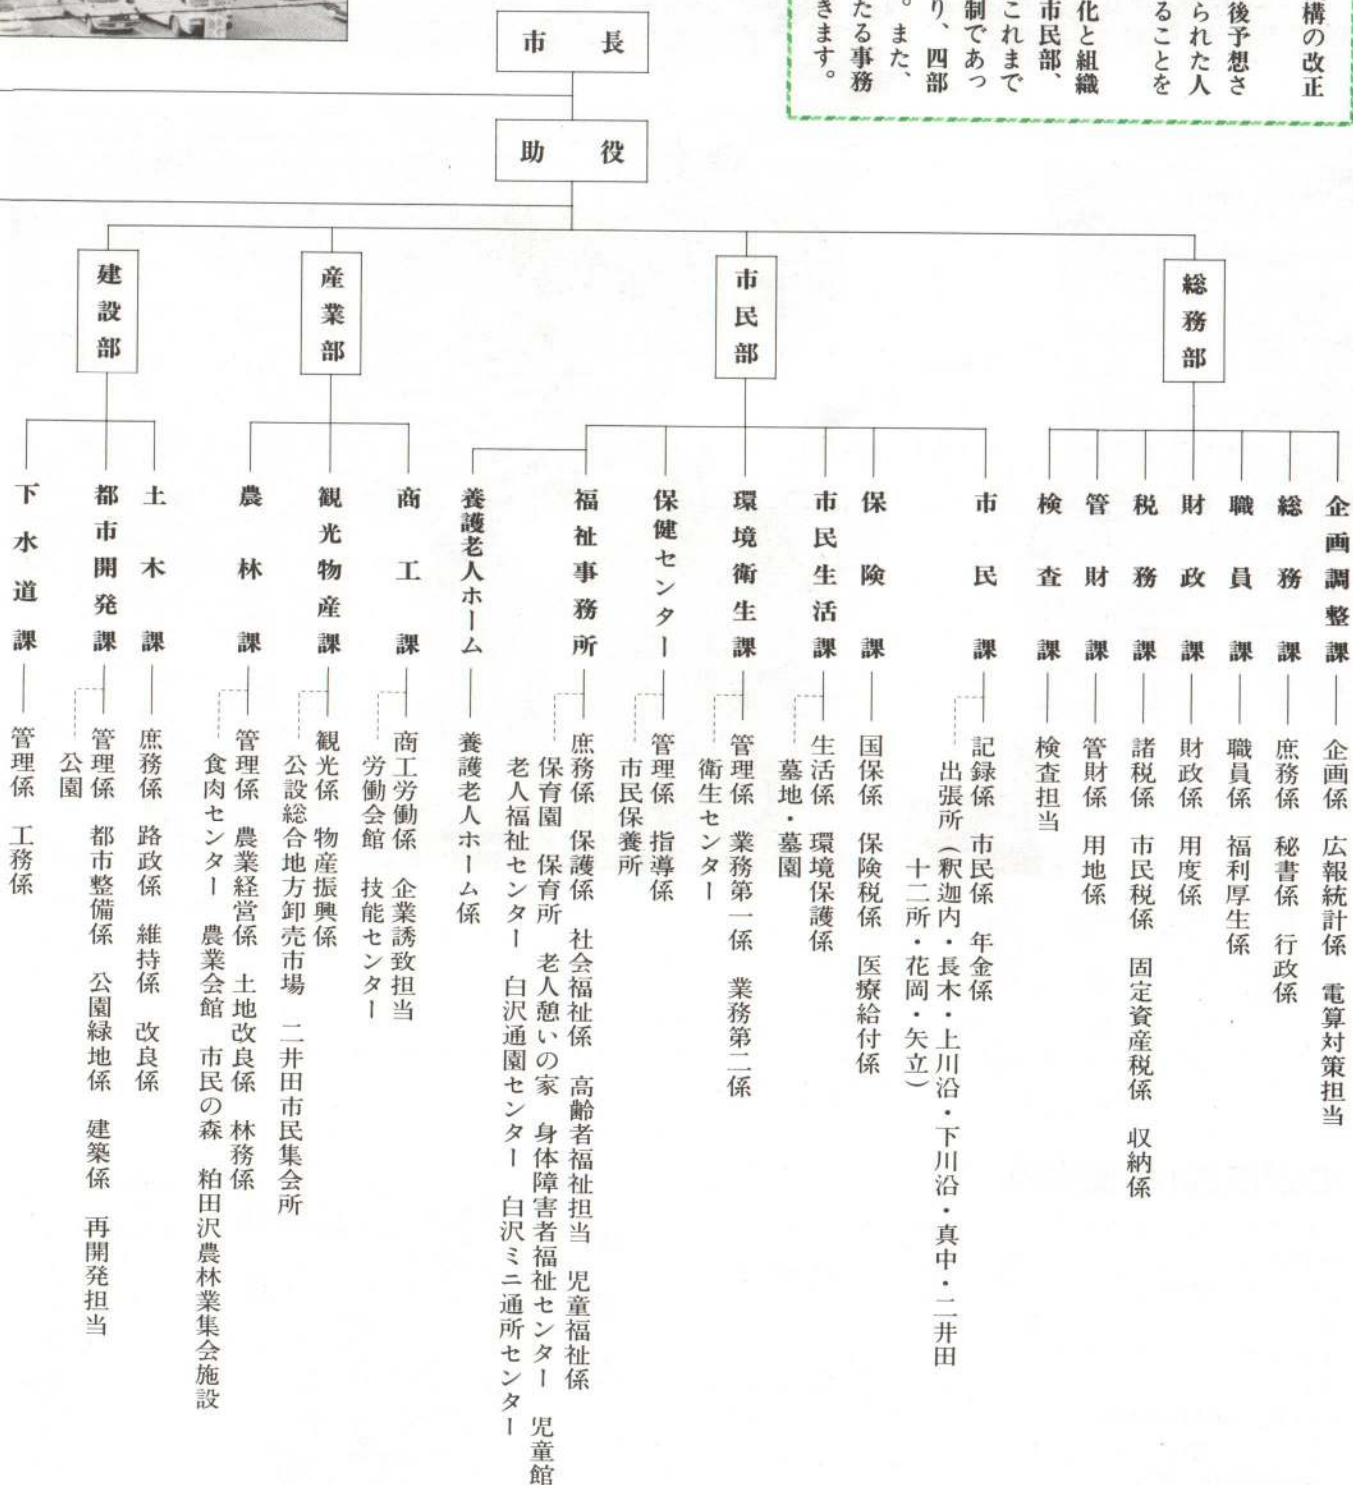 構の改正
後予想さ
られた人
ることを
化と組織
市民部、
これまで
制であっ
り、四部
。また、
たる事務
きます。
市長
助役
総務部
企画調整課
企画係 広報統計係 電算対策担当
総務課
庶務係 秘書係 行政係
職員課
職員係 福利厚生係
財政課
財政係 用度係
税務課
諸税係 市民税係 固定資産税係 収納係
管財課
管財係 用地係
検査課
検査担当
市民部
市民課
記録係 市民係 年金係
出張所(釈迦内・長木・上川沿・下川沿・真中・二井田
十二所・花岡・矢立)
保険課
国保係 保険税係 医療給付係
市民生活課
生活係 環境保護係
墓地・墓園
環境衛生課
管理係 業務第一係 業務第二係
衛生センター
保健センター
管理係 指導係
市民保養所
福祉事務所
庶務係 保護係 社会福祉係 高齢者福祉担当 児童福祉係
保育園 保育所 老人憩いの家 身体障害者福祉センター 児童館
老人福祉センター 白沢通園センター 白沢ミニ通所センター
養護老人ホーム
養護老人ホーム係
産業部
商工課
商工労働係 企業誘致担当
労働会館 技能センター
観光物産課
観光係 物産振興係
公設総合地方卸売市場 二井田市民集会所
農林課
管理係 農業経営係 土地改良係 林務係
食肉センター 農業会館 市民の森 粕田沢農林業集会施設
建設部
土木課
庶務係 路政係 維持係 改良係
都市開発課
管理係 都市整備係 公園緑地係 建築係 再開発担当
公園
下水道課
管理係 工務係